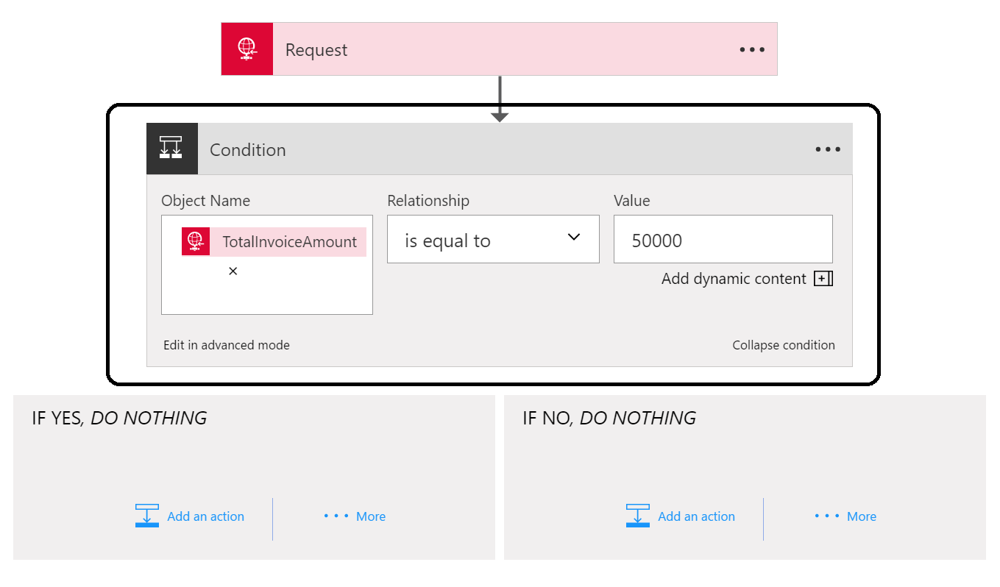 Request
Condition
Object Name
Relationship
Value
TotalInvoiceAmount
×
is equal to
50000
Add dynamic content
Edit in advanced mode
Collapse condition
IF YES, DO NOTHING
IF NO, DO NOTHING
Add an action
More
Add an action
More